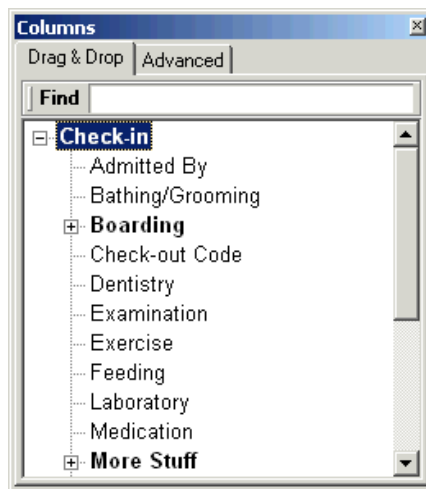 Columns
Drag & Drop Advanced
Find
Check-in
Admitted By
Bathing/Grooming
Boarding
Check-out Code
Dentistry
Examination
Exercise
Feeding
Laboratory
Medication
More Stuff